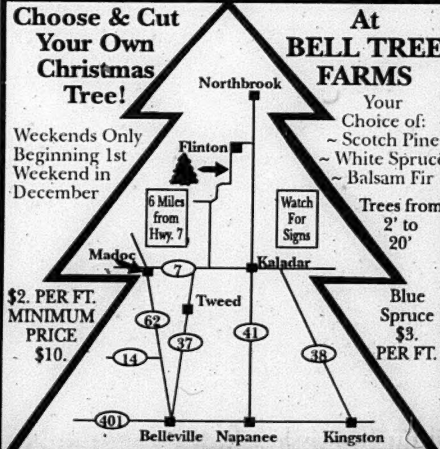 Choose & Cut
Your Own
Christmas
Tree!
Weekends Only
Beginning 1st
Weekend in
December
At
BELL TREE
FARMS
Your
Choice of:
~ Scotch Pine
~ White Spruce
~ Balsam Fir
Trees from
2' to
20'
Northbrook
Flinton
6 Miles
from
Hwy. 7
Watch
For
Signs
Madoc
7
Kaladar
$2. PER FT.
MINIMUM
PRICE
$10.
Tweed
62
37
41
14
38
Blue
Spruce
$3.
PER FT.
401
Belleville Napanee Kingston